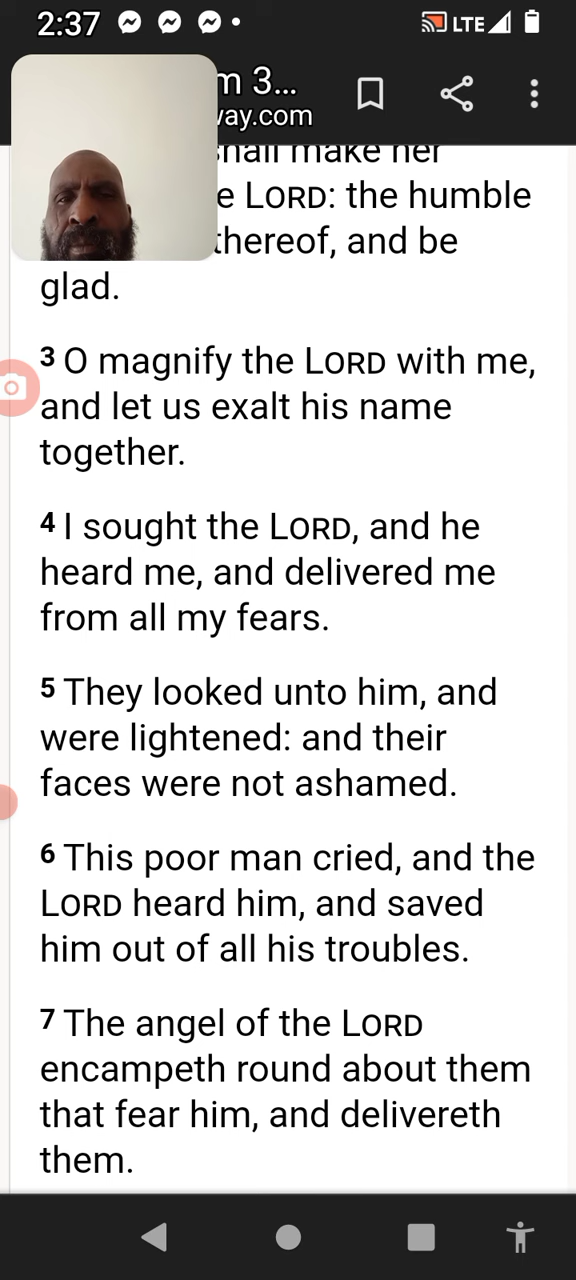 2:37 LTE
m 3...
way.com
shall make her
e LORD: the humble
thereof, and be
glad.
3 O magnify the LORD with me,
and let us exalt his name
together.
4 I sought the LORD, and he
heard me, and delivered me
from all my fears.
5 They looked unto him, and
were lightened: and their
faces were not ashamed.
6 This poor man cried, and the
LORD heard him, and saved
him out of all his troubles.
7 The angel of the LORD
encampeth round about them
that fear him, and delivereth
them.